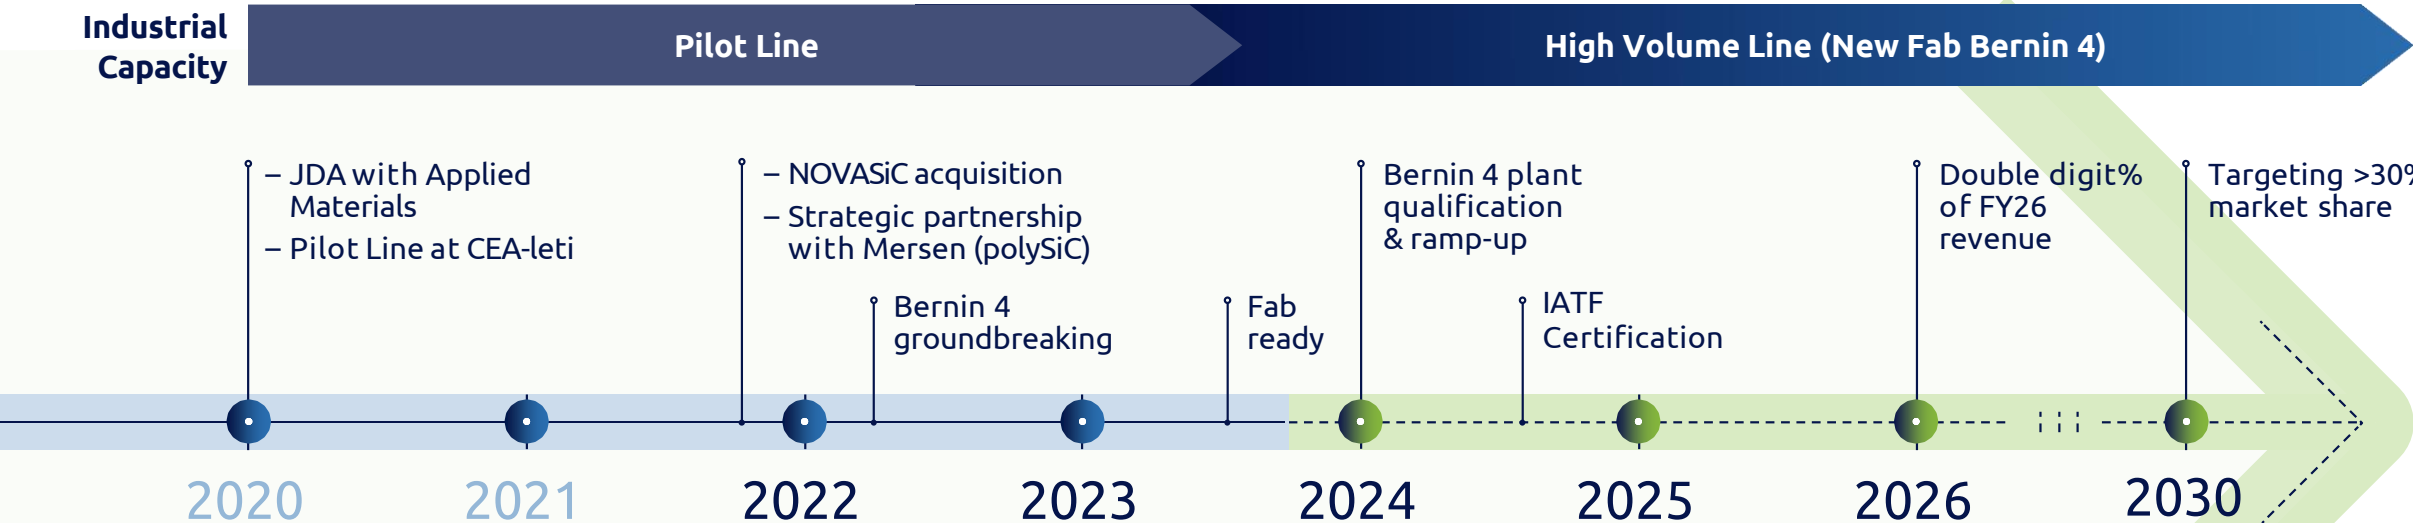 Industrial
Capacity
Pilot Line
High Volume Line (New Fab Bernin 4)
– JDA with Applied
Materials
– Pilot Line at CEA-leti
– NOVASiC acquisition
– Strategic partnership
with Mersen (polySiC)
Bernin 4
groundbreaking
Fab
ready
Bernin 4 plant
qualification
& ramp-up
IATF
Certification
Double digit%
of FY26
revenue
Targeting >30%
market share
2020
2021
2022
2023
2024
2025
2026
2030